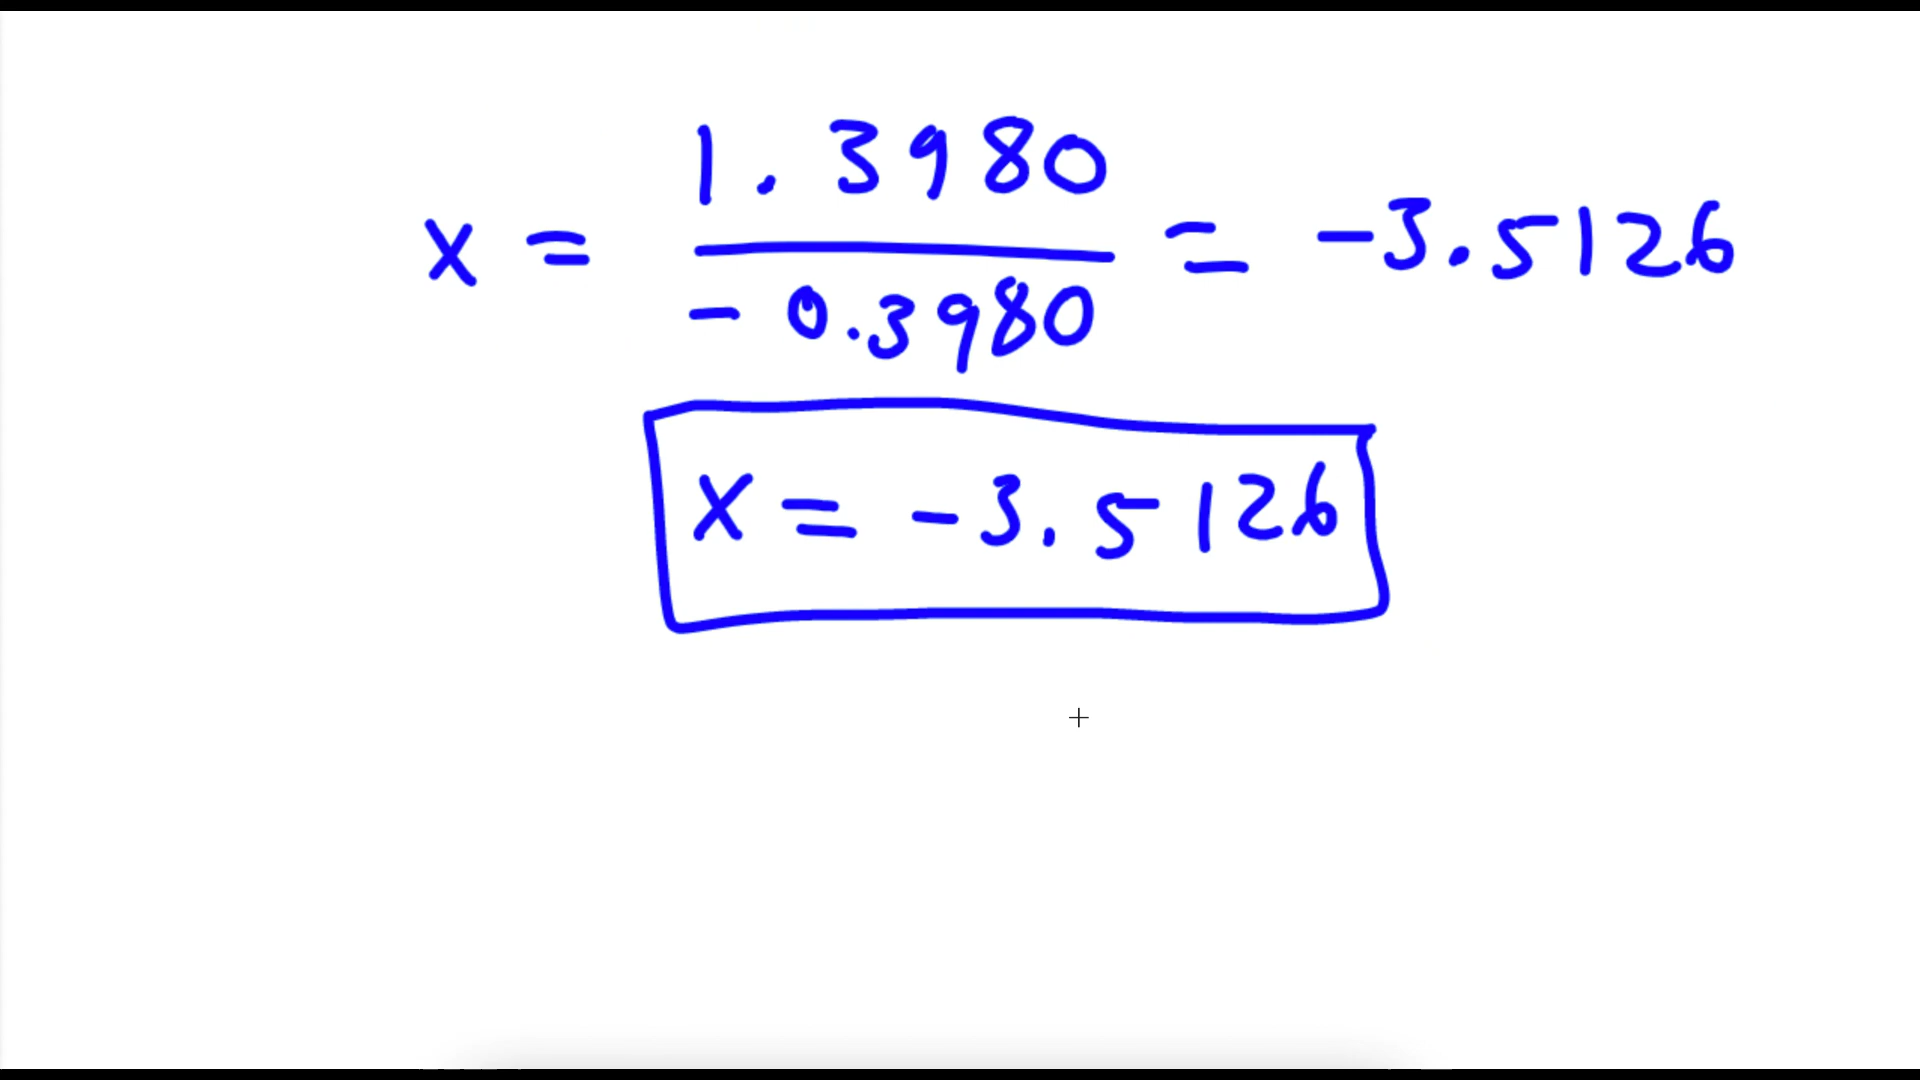 x = 1.3980 / -0.3980 = -3.5126
x = -3.5126